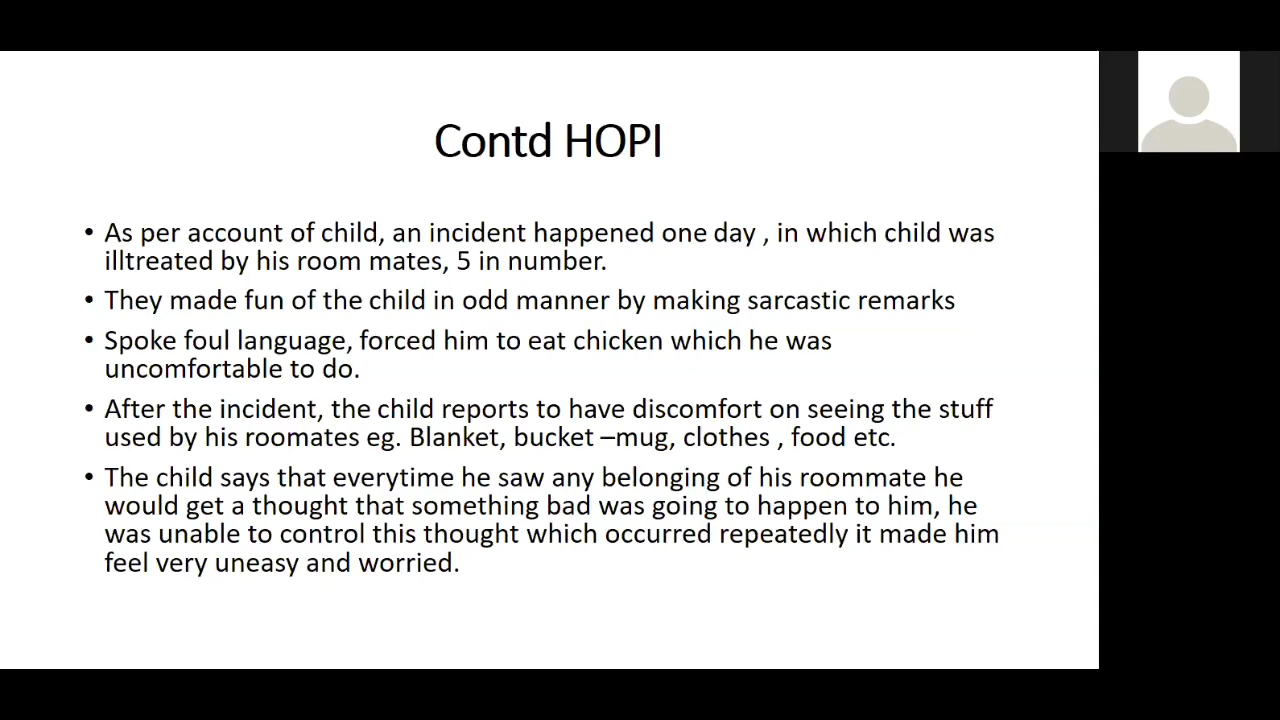 Contd HOPI
• As per account of child, an incident happened one day , in which child was
illtreated by his room mates, 5 in number.
• They made fun of the child in odd manner by making sarcastic remarks
• Spoke foul language, forced him to eat chicken which he was
uncomfortable to do.
• After the incident, the child reports to have discomfort on seeing the stuff
used by his roomates eg. Blanket, bucket –mug, clothes , food etc.
• The child says that everytime he saw any belonging of his roommate he
would get a thought that something bad was going to happen to him, he
was unable to control this thought which occurred repeatedly it made him
feel very uneasy and worried.